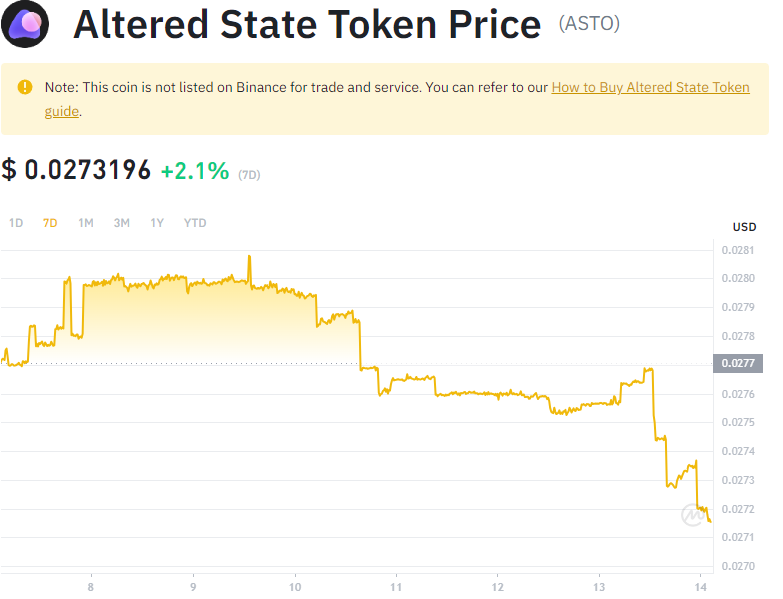 Altered State Token Price (ASTO)
Note: This coin is not listed on Binance for trade and service. You can refer to our How to Buy Altered State Token
guide.
$ 0.0273196 +2.1% (7D)
1D 7D 1M 3M 1Y YTD
USD
0.0281
0.0280
0.0279
0.0278
0.0277
0.0276
0.0275
0.0274
0.0273
0.0272
0.0271
0.0270
8 9 10 11 12 13 14